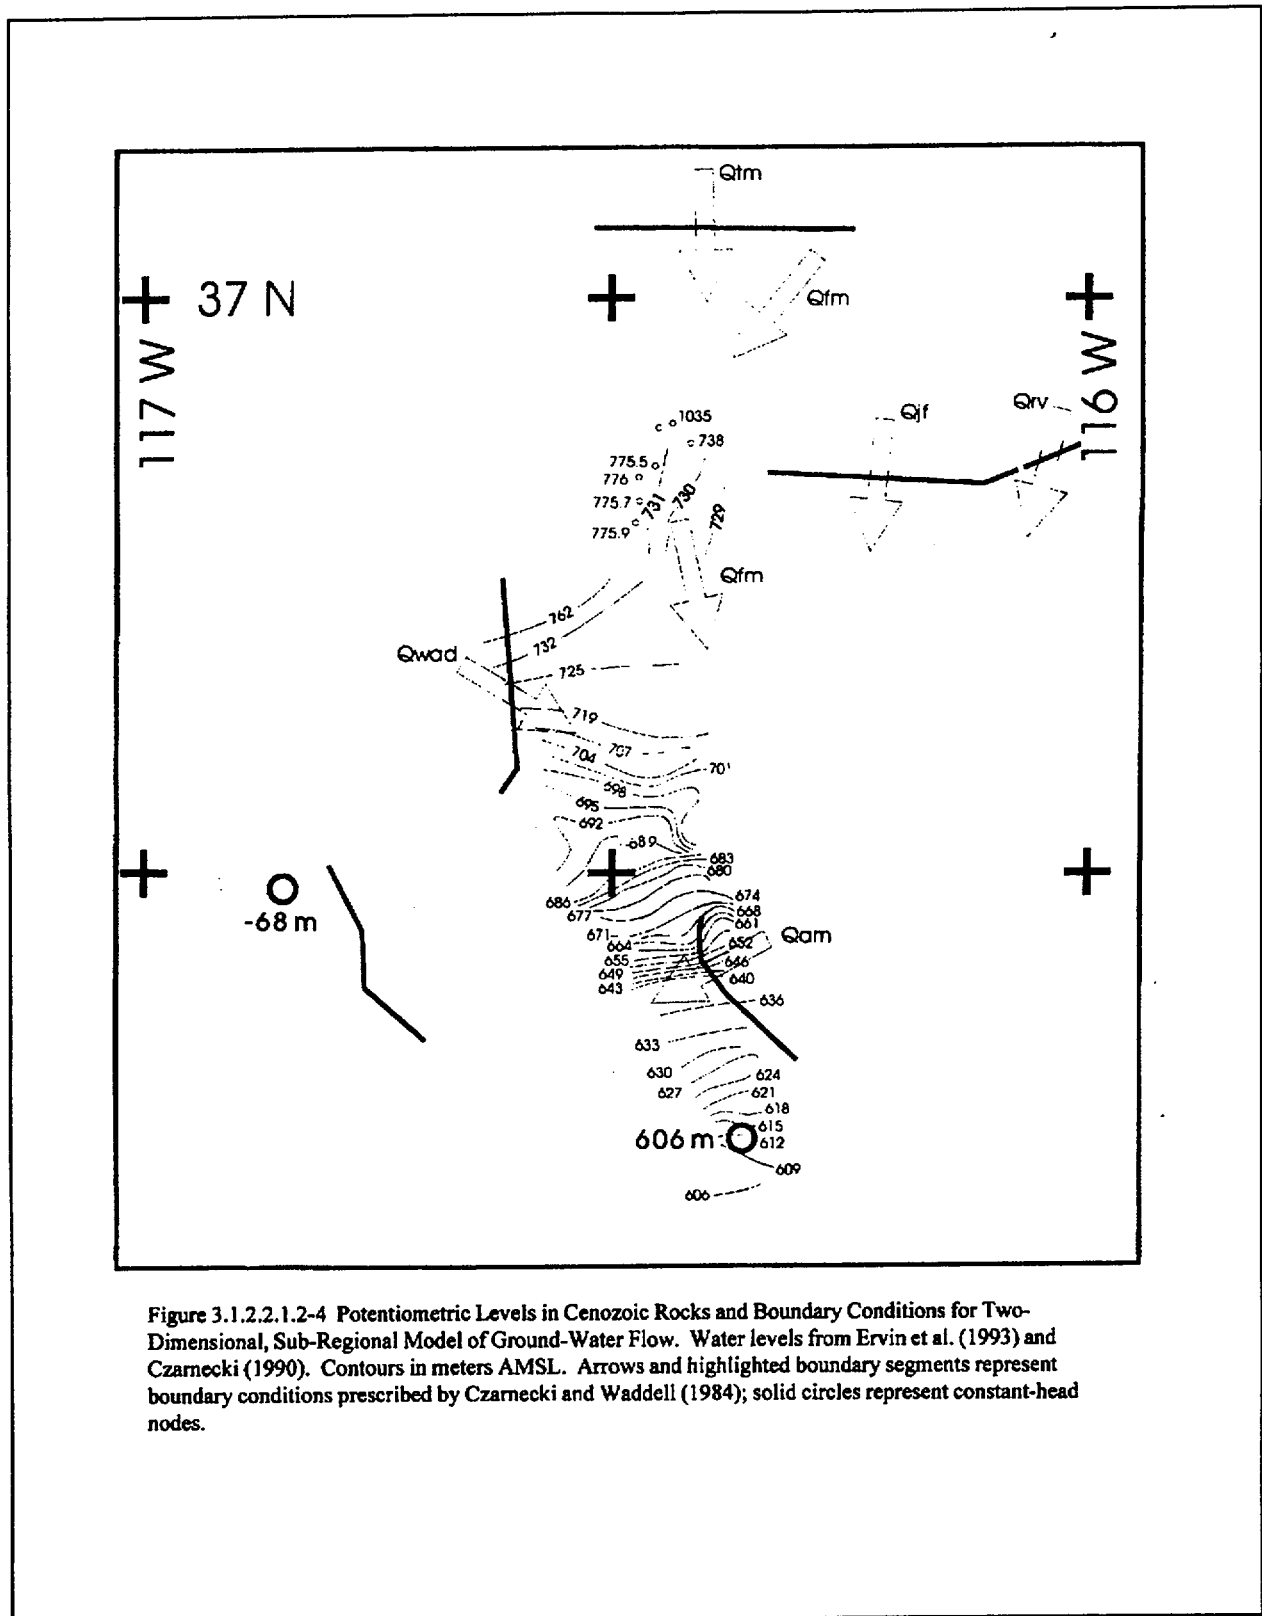 Qtm
37 N
Qfm
117 W
116 W
Qrv
Qjf
1035
738
775.5
776
775.7
731
730
729
775.9
Qfm
762
732
Qwad
725
719
707
704
698
695
692
689
683
680
686
677
674
668
661
671
664
652
Qam
655
646
649
640
643
636
-68 m
633
630
624
627
621
618
615
606 m
612
609
606
Figure 3.1.2.2.1.2-4 Potentiometric Levels in Cenozoic Rocks and Boundary Conditions for Two-
Dimensional, Sub-Regional Model of Ground-Water Flow. Water levels from Ervin et al. (1993) and
Czarnecki (1990). Contours in meters AMSL. Arrows and highlighted boundary segments represent
boundary conditions prescribed by Czarnecki and Waddell (1984); solid circles represent constant-head
nodes.